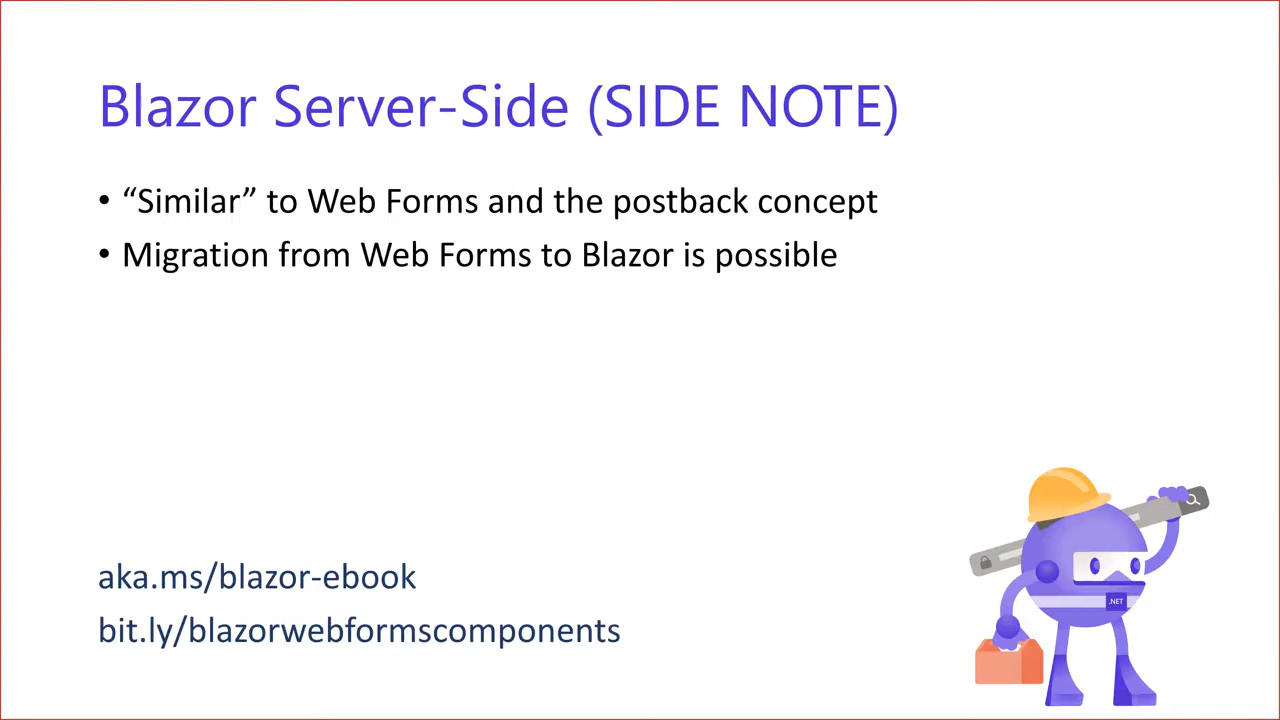 Blazor Server-Side (SIDE NOTE)
• “Similar” to Web Forms and the postback concept
• Migration from Web Forms to Blazor is possible
aka.ms/blazor-ebook
bit.ly/blazorwebformscomponents
.NET